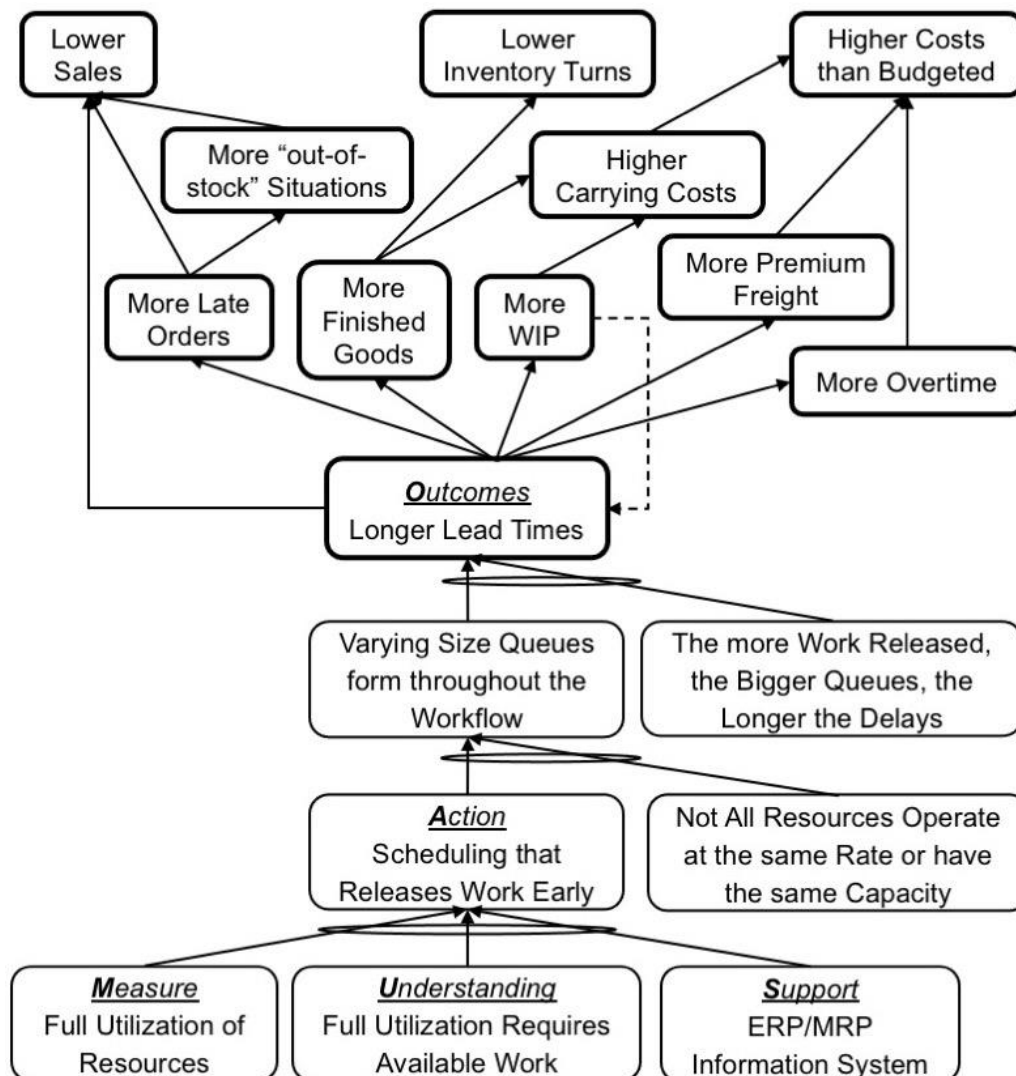 Lower
Sales
Lower
Inventory Turns
Higher Costs
than Budgeted
More “out-of-
stock” Situations
Higher
Carrying Costs
More Late
Orders
More
Finished
Goods
More
WIP
More Premium
Freight
More Overtime
Outcomes
Longer Lead Times
Varying Size Queues
form throughout the
Workflow
The more Work Released,
the Bigger Queues, the
Longer the Delays
Action
Scheduling that
Releases Work Early
Not All Resources Operate
at the same Rate or have
the same Capacity
Measure
Full Utilization of
Resources
Understanding
Full Utilization Requires
Available Work
Support
ERP/MRP
Information System